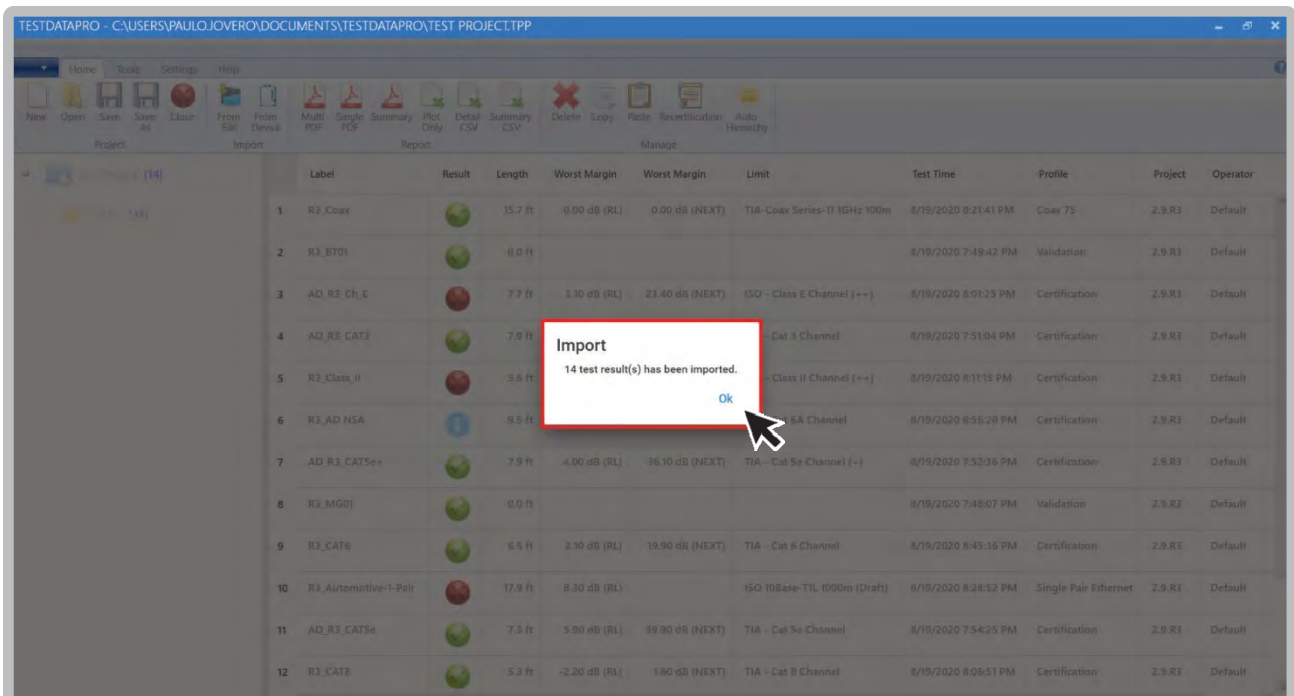 TESTDATAPRO - C:\USERS\PAULO.JOVERO\DOCUMENTS\TESTDATAPRO\TEST PROJECT.TPP
Home Tools Settings Help
New Open Save Save As Close From File From Device Multi PDF Single PDF Summary Plot Only Detail CSV Summary CSV Delete Copy Paste Recertification Auto Hierarchy
Project Import Report Manage
[14]
[14]
Label Result Length Worst Margin Worst Margin Limit Test Time Profile Project Operator
1 R3_Coax 15.7 ft 0.00 dB (RL) 0.00 dB (NEXT) TIA-Coax Series-11 1GHz 100m 8/19/2020 8:21:41 PM Coax 75 2.9.R3 Default
2 R3_BT01 0.0 ft 8/19/2020 7:49:42 PM Validation 2.9.R3 Default
3 AD_R3_Ch_E 7.7 ft 3.10 dB (RL) 23.40 dB (NEXT) ISO - Class E Channel (++) 8/19/2020 8:01:25 PM Certification 2.9.R3 Default
4 AD_R3_CAT3 7.9 ft - Cat 3 Channel 8/19/2020 7:51:04 PM Certification 2.9.R3 Default
5 R3_Class_II 5.6 ft - Class II Channel (++) 8/19/2020 8:11:15 PM Certification 2.9.R3 Default
6 R3_AD NSA 9.5 ft 6A Channel 8/19/2020 8:56:28 PM Certification 2.9.R3 Default
7 AD_R3_CAT5e+ 7.9 ft 4.00 dB (RL) 36.10 dB (NEXT) TIA - Cat 5e Channel (+) 8/19/2020 7:52:36 PM Certification 2.9.R3 Default
8 R3_MG01 0.0 ft 8/19/2020 7:48:07 PM Validation 2.9.R3 Default
9 R3_CAT6 6.5 ft 2.10 dB (RL) 19.90 dB (NEXT) TIA - Cat 6 Channel 8/19/2020 8:45:16 PM Certification 2.9.R3 Default
10 R3_Automotive-1-Pair 17.9 ft 8.30 dB (RL) ISO 10Base-T1L 1000m (Draft) 8/19/2020 8:28:52 PM Single Pair Ethernet 2.9.R3 Default
11 AD_R3_CAT5e 7.3 ft 5.90 dB (RL) 39.90 dB (NEXT) TIA - Cat 5e Channel 8/19/2020 7:54:25 PM Certification 2.9.R3 Default
12 R3_CAT8 5.3 ft -2.20 dB (RL) 1.60 dB (NEXT) TIA - Cat 8 Channel 8/19/2020 8:06:51 PM Certification 2.9.R3 Default
Import
14 test result(s) has been imported.
Ok